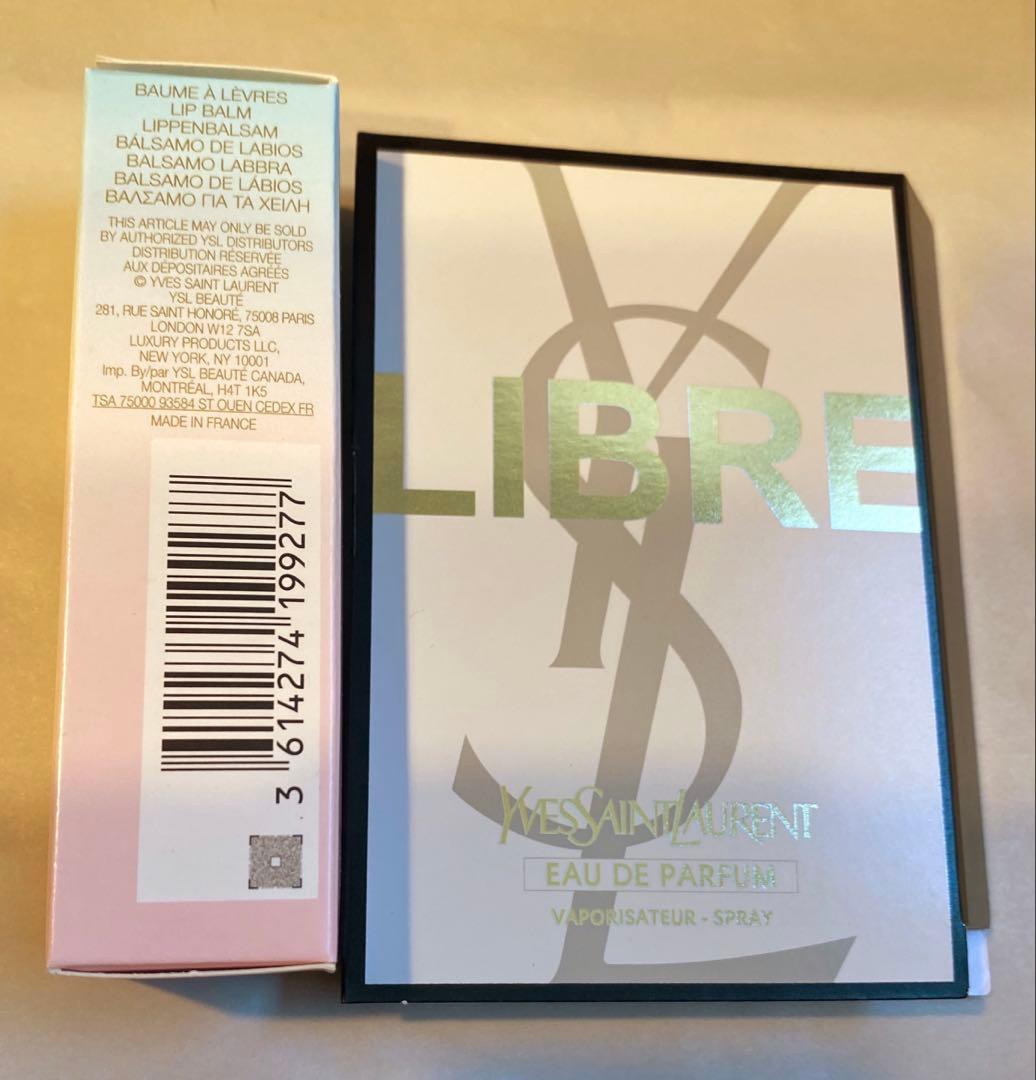 BAUME À LÈVRES
LIP BALM
LIPPENBALSAM
BÁLSAMO DE LABIOS
BALSAMO LABBRA
BALSAMO DE LÁBIOS
ΒΑΛΣΑΜΟ ΓΙΑ ΤΑ ΧΕΙΛΗ
THIS ARTICLE MAY ONLY BE SOLD
BY AUTHORIZED YSL DISTRIBUTORS
DISTRIBUTION RÉSERVÉE
AUX DÉPOSITAIRES AGRÉÉS
© YVES SAINT LAURENT
YSL BEAUTÉ
281, RUE SAINT HONORÉ, 75008 PARIS
LONDON W12 7SA
LUXURY PRODUCTS LLC,
NEW YORK, NY 10001
Imp. By/par YSL BEAUTÉ CANADA,
MONTRÉAL, H4T 1K5
TSA 75000 93584 ST OUEN CEDEX FR
MADE IN FRANCE
3 614274 199277
YSL
LIBRE
YVESSAINTLAURENT
EAU DE PARFUM
VAPORISATEUR - SPRAY